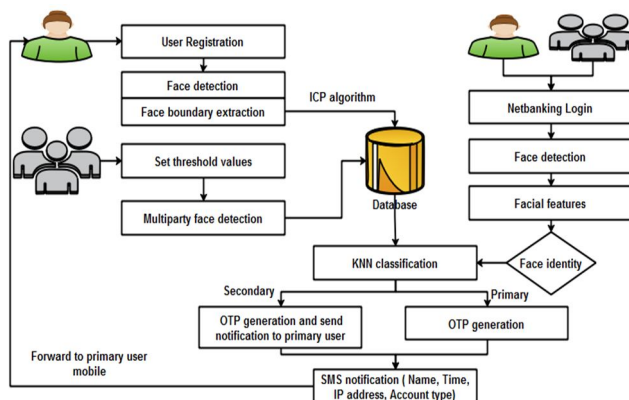 User Registration
Face detection
Face boundary extraction
ICP algorithm
Set threshold values
Multiparty face detection
Database
Netbanking Login
Face detection
Facial features
Face identity
KNN classification
Secondary
Primary
OTP generation and send
notification to primary user
OTP generation
Forward to primary user
mobile
SMS notification ( Name, Time,
IP address, Account type)